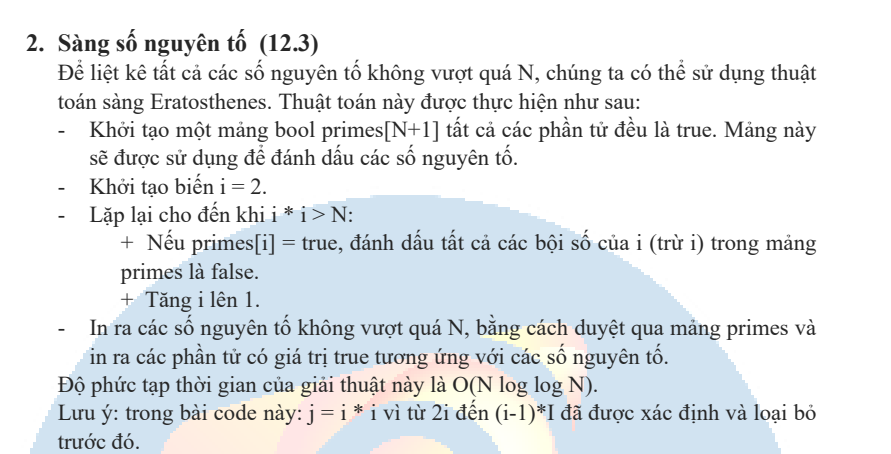 2. Sàng số nguyên tố (12.3)
Để liệt kê tất cả các số nguyên tố không vượt quá N, chúng ta có thể sử dụng thuật
toán sàng Eratosthenes. Thuật toán này được thực hiện như sau:
- Khởi tạo một mảng bool primes[N+1] tất cả các phần tử đều là true. Mảng này
sẽ được sử dụng để đánh dấu các số nguyên tố.
- Khởi tạo biến i = 2.
- Lặp lại cho đến khi i * i > N:
+ Nếu primes[i] = true, đánh dấu tất cả các bội số của i (trừ i) trong mảng
primes là false.
+ Tăng i lên 1.
- In ra các số nguyên tố không vượt quá N, bằng cách duyệt qua mảng primes và
in ra các phần tử có giá trị true tương ứng với các số nguyên tố.
Độ phức tạp thời gian của giải thuật này là O(N log log N).
Lưu ý: trong bài code này: j = i * i vì từ 2i đến (i-1)*I đã được xác định và loại bỏ
trước đó.